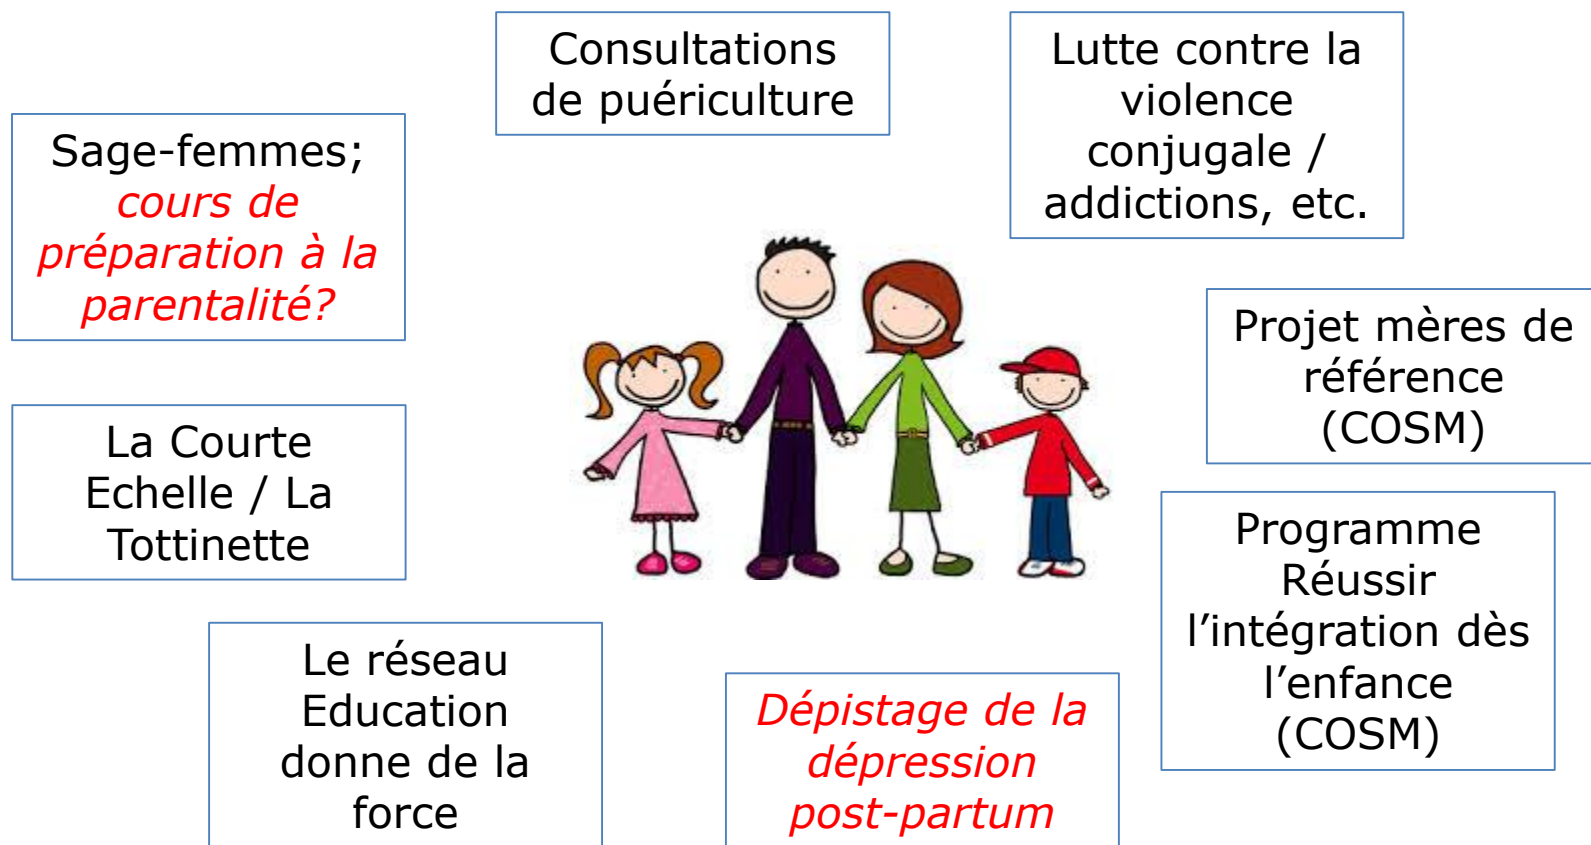 Consultations
de puériculture
Lutte contre la
violence
conjugale /
addictions, etc.
Sage-femmes;
cours de
préparation à la
parentalité?
Projet mères de
référence
(COSM)
La Courte
Echelle / La
Tottinette
Programme
Réussir
l’intégration dès
l’enfance
(COSM)
Le réseau
Education
donne de la
force
Dépistage de la
dépression
post-partum